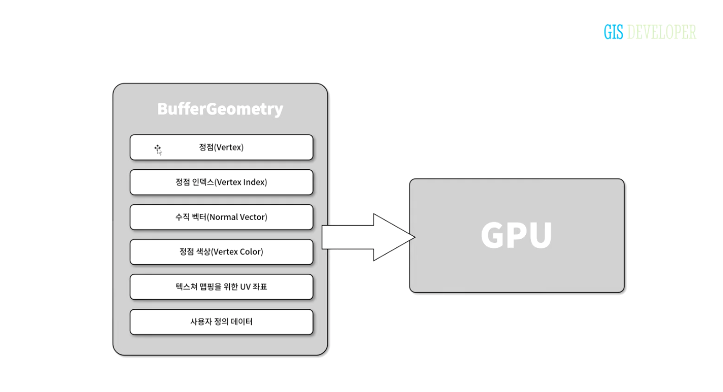 GIS DEVELOPER
BufferGeometry
정점(Vertex)
정점 인덱스(Vertex Index)
수직 벡터(Normal Vector)
정점 색상(Vertex Color)
텍스쳐 맵핑을 위한 UV 좌표
사용자 정의 데이터
GPU